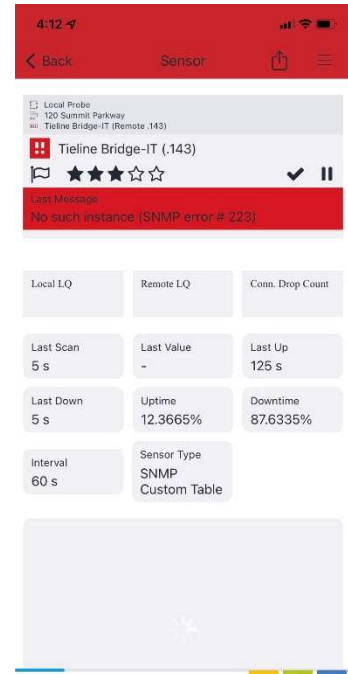 4:12
Back
Sensor
Local Probe
120 Summit Parkway
Tieline Bridge-IT (Remote .143)
Tieline Bridge-IT (.143)
Last Message
No such instance (SNMP error # 223)
Local LQ
Remote LQ
Conn. Drop Count
Last Scan
5 s
Last Value
-
Last Up
125 s
Last Down
5 s
Uptime
12.3665%
Downtime
87.6335%
Interval
60 s
Sensor Type
SNMP
Custom Table